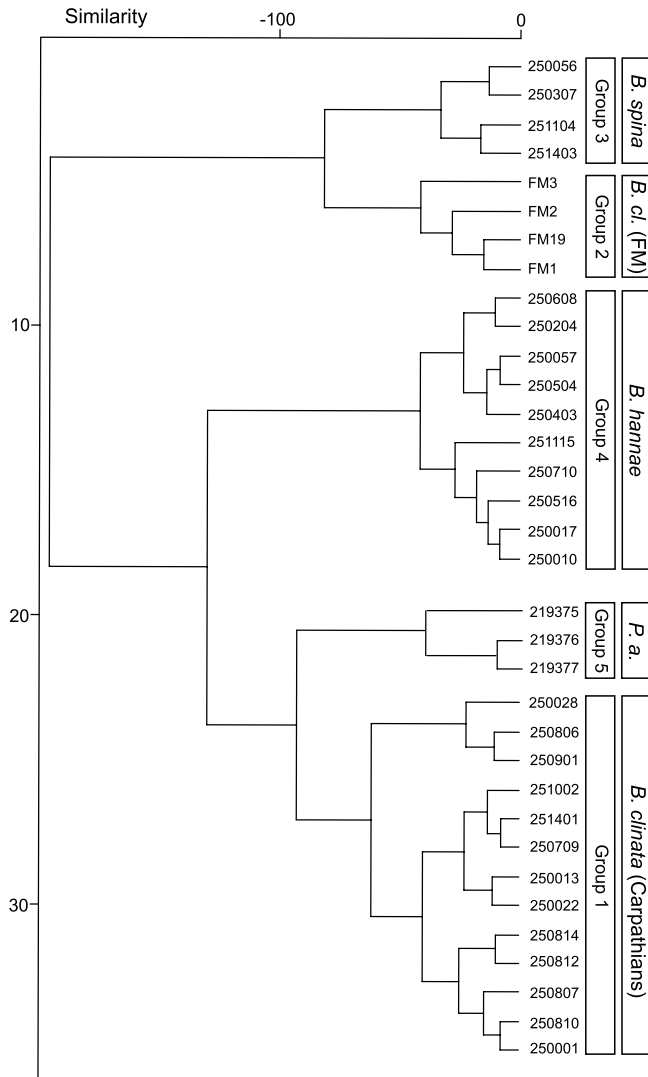 Similarity
-100
0
10
20
30
250056
250307
251104
251403
FM3
FM2
FM19
FM1
250608
250204
250057
250504
250403
251115
250710
250516
250017
250010
219375
219376
219377
250028
250806
250901
251002
251401
250709
250013
250022
250814
250812
250807
250810
250001
Group 3
Group 2
Group 4
Group 5
Group 1
B. spina
B. cl. (FM)
B. hannae
P. a.
B. clinata (Carpathians)